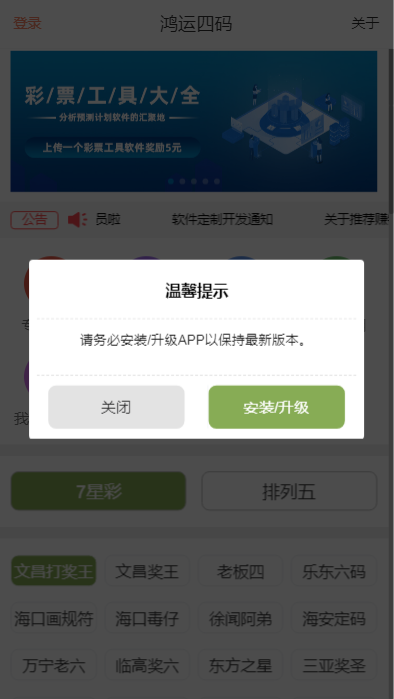 登录 鸿运四码 关于
彩/票/工/具/大/全
分析预测计划软件的汇聚地
上传一个彩票工具软件奖励5元
公告 员啦 软件定制开发通知 关于推荐赚
温馨提示
请务必安装/升级APP以保持最新版本。
关闭 安装/升级
我
7星彩 排列五
文昌打奖王 文昌奖王 老板四 乐东六码
海口画规符 海口毒仔 徐闻阿弟 海安定码
万宁老六 临高奖六 东方之星 三亚奖圣